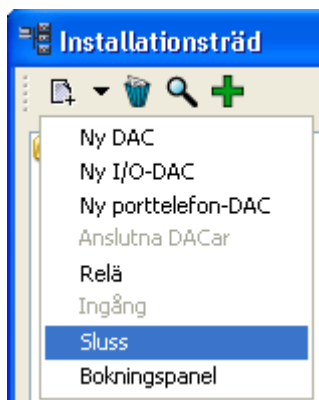 Installationsträd
Ny DAC
Ny I/O-DAC
Ny porttelefon-DAC
Anslutna DACar
Relä
Ingång
Sluss
Bokningspanel